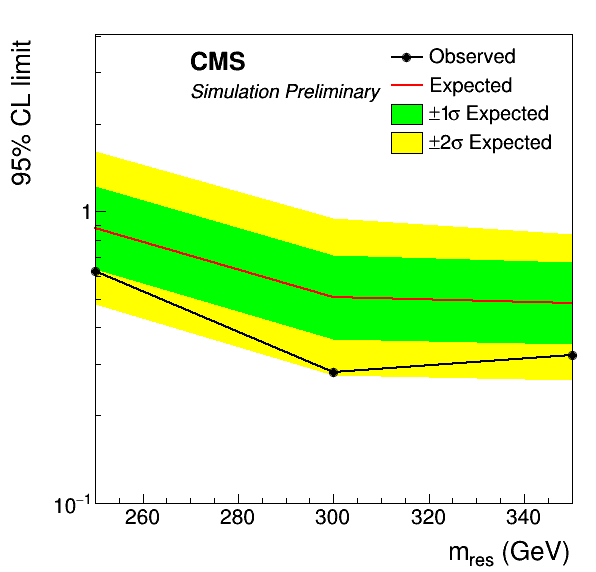 95% CL limit
CMS
Simulation Preliminary
Observed
Expected
±1σ Expected
±2σ Expected
1
10⁻¹
260 280 300 320 340
m_res (GeV)